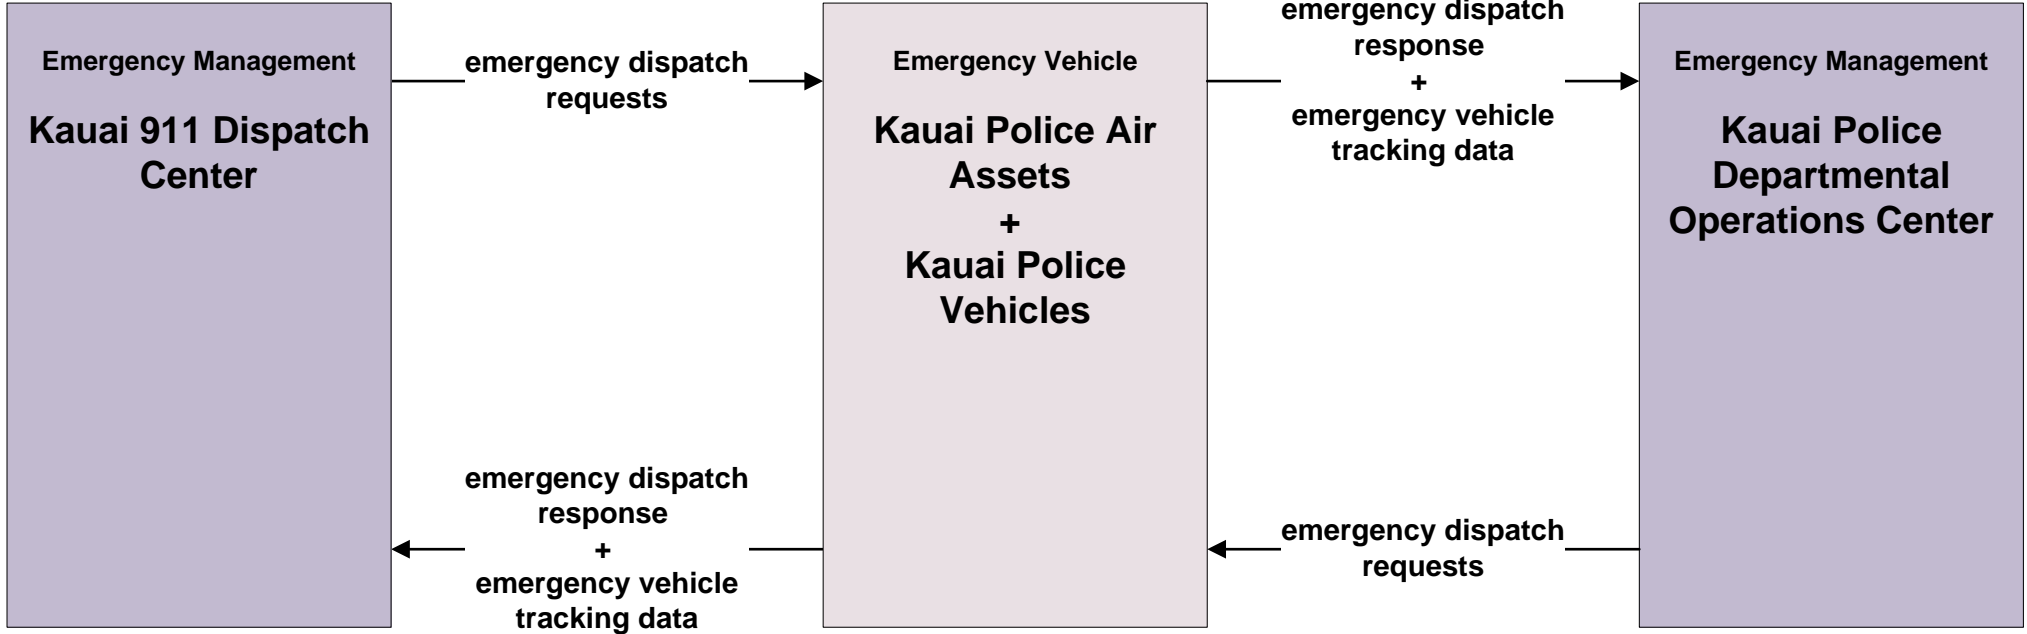 Emergency Management
Kauai 911 Dispatch
Center
emergency dispatch
requests
emergency dispatch
response
+
emergency vehicle
tracking data
Emergency Vehicle
Kauai Police Air
Assets
+
Kauai Police
Vehicles
emergency dispatch
response
+
emergency vehicle
tracking data
emergency dispatch
requests
Emergency Management
Kauai Police
Departmental
Operations Center